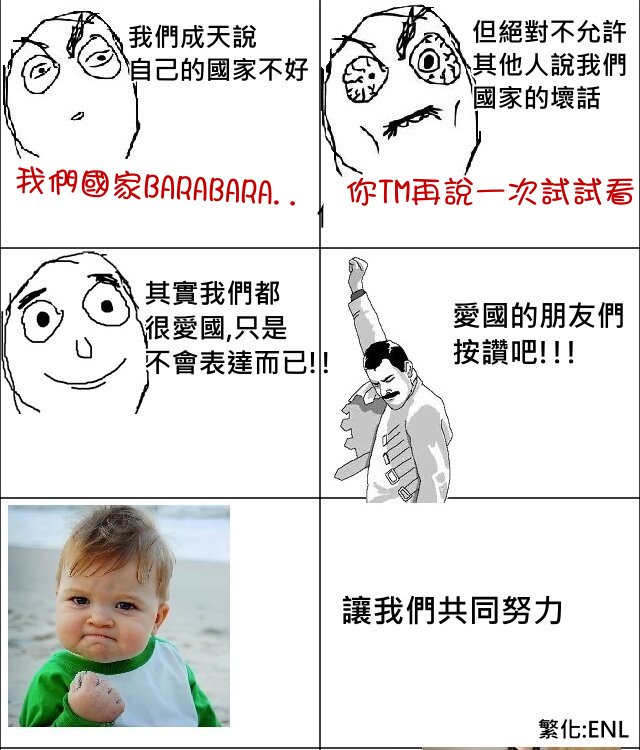 我們成天說
自己的國家不好
我們國家BARABARA..
但絕對不允許
其他人說我們
國家的壞話
你TM再說一次試試看
1
其實我們都
很愛國,只是
不會表達而已!!
愛國的朋友們
按讚吧!!!
讓我們共同努力
繁化:ENL